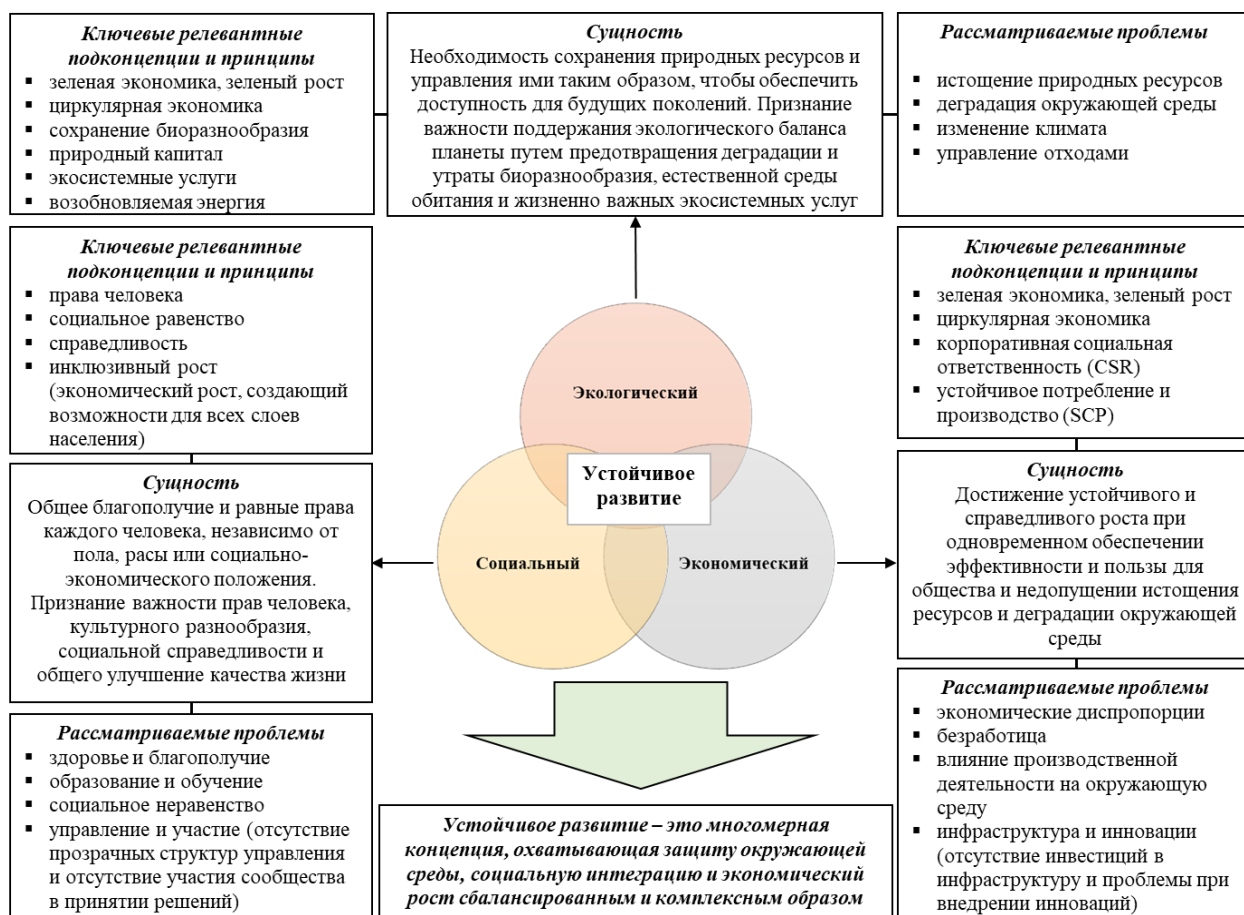 Ключевые релевантные
подконцепции и принципы
▪ зеленая экономика, зеленый рост
▪ циркулярная экономика
▪ сохранение биоразнообразия
▪ природный капитал
▪ экосистемные услуги
▪ возобновляемая энергия
Сущность
Необходимость сохранения природных ресурсов и
управления ими таким образом, чтобы обеспечить
доступность для будущих поколений. Признание
важности поддержания экологического баланса
планеты путем предотвращения деградации и
утраты биоразнообразия, естественной среды
обитания и жизненно важных экосистемных услуг
Рассматриваемые проблемы
▪ истощение природных ресурсов
▪ деградация окружающей среды
▪ изменение климата
▪ управление отходами
Ключевые релевантные
подконцепции и принципы
▪ права человека
▪ социальное равенство
▪ справедливость
▪ инклюзивный рост
(экономический рост, создающий
возможности для всех слоев
населения)
Сущность
Общее благополучие и равные права
каждого человека, независимо от
пола, расы или социально-
экономического положения.
Признание важности прав человека,
культурного разнообразия,
социальной справедливости и
общего улучшение качества жизни
Рассматриваемые проблемы
▪ здоровье и благополучие
▪ образование и обучение
▪ социальное неравенство
▪ управление и участие (отсутствие
прозрачных структур управления
и отсутствие участия сообщества
в принятии решений)
Экологический
Устойчивое
развитие
Социальный
Экономический
Устойчивое развитие – это многомерная
концепция, охватывающая защиту окружающей
среды, социальную интеграцию и экономический
рост сбалансированным и комплексным образом
Ключевые релевантные
подконцепции и принципы
▪ зеленая экономика, зеленый рост
▪ циркулярная экономика
▪ корпоративная социальная
ответственность (CSR)
▪ устойчивое потребление и
производство (SCP)
Сущность
Достижение устойчивого и
справедливого роста при
одновременном обеспечении
эффективности и пользы для
общества и недопущении истощения
ресурсов и деградации окружающей
среды
Рассматриваемые проблемы
▪ экономические диспропорции
▪ безработица
▪ влияние производственной
деятельности на окружающую
среду
▪ инфраструктура и инновации
(отсутствие инвестиций в
инфраструктуру и проблемы при
внедрении инноваций)